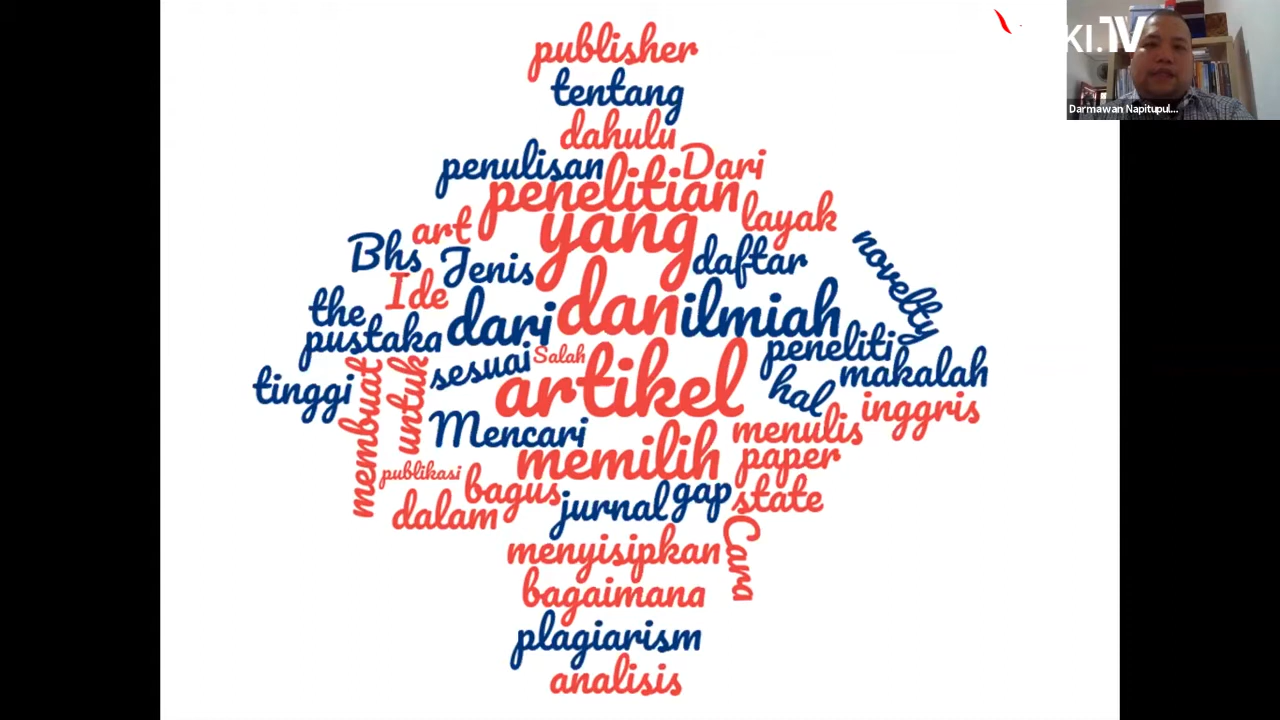 publisher
tentang
dahulu
penulisan
Dari
penelitian
art
yang
layak
Bhs
Jenis
daftar
novelty
Ide
the
dari
dan
ilmiah
pustaka
Salah
peneliti
sesuai
tinggi
artikel
hal
makalah
membuat
untuk
inggris
Mencari
menulis
memilih
paper
publikasi
bagus
jurnal
gap
state
dalam
Cara
menyisipkan
bagaimana
plagiarism
analisis
KI.TV
Darmawan Napitupul...